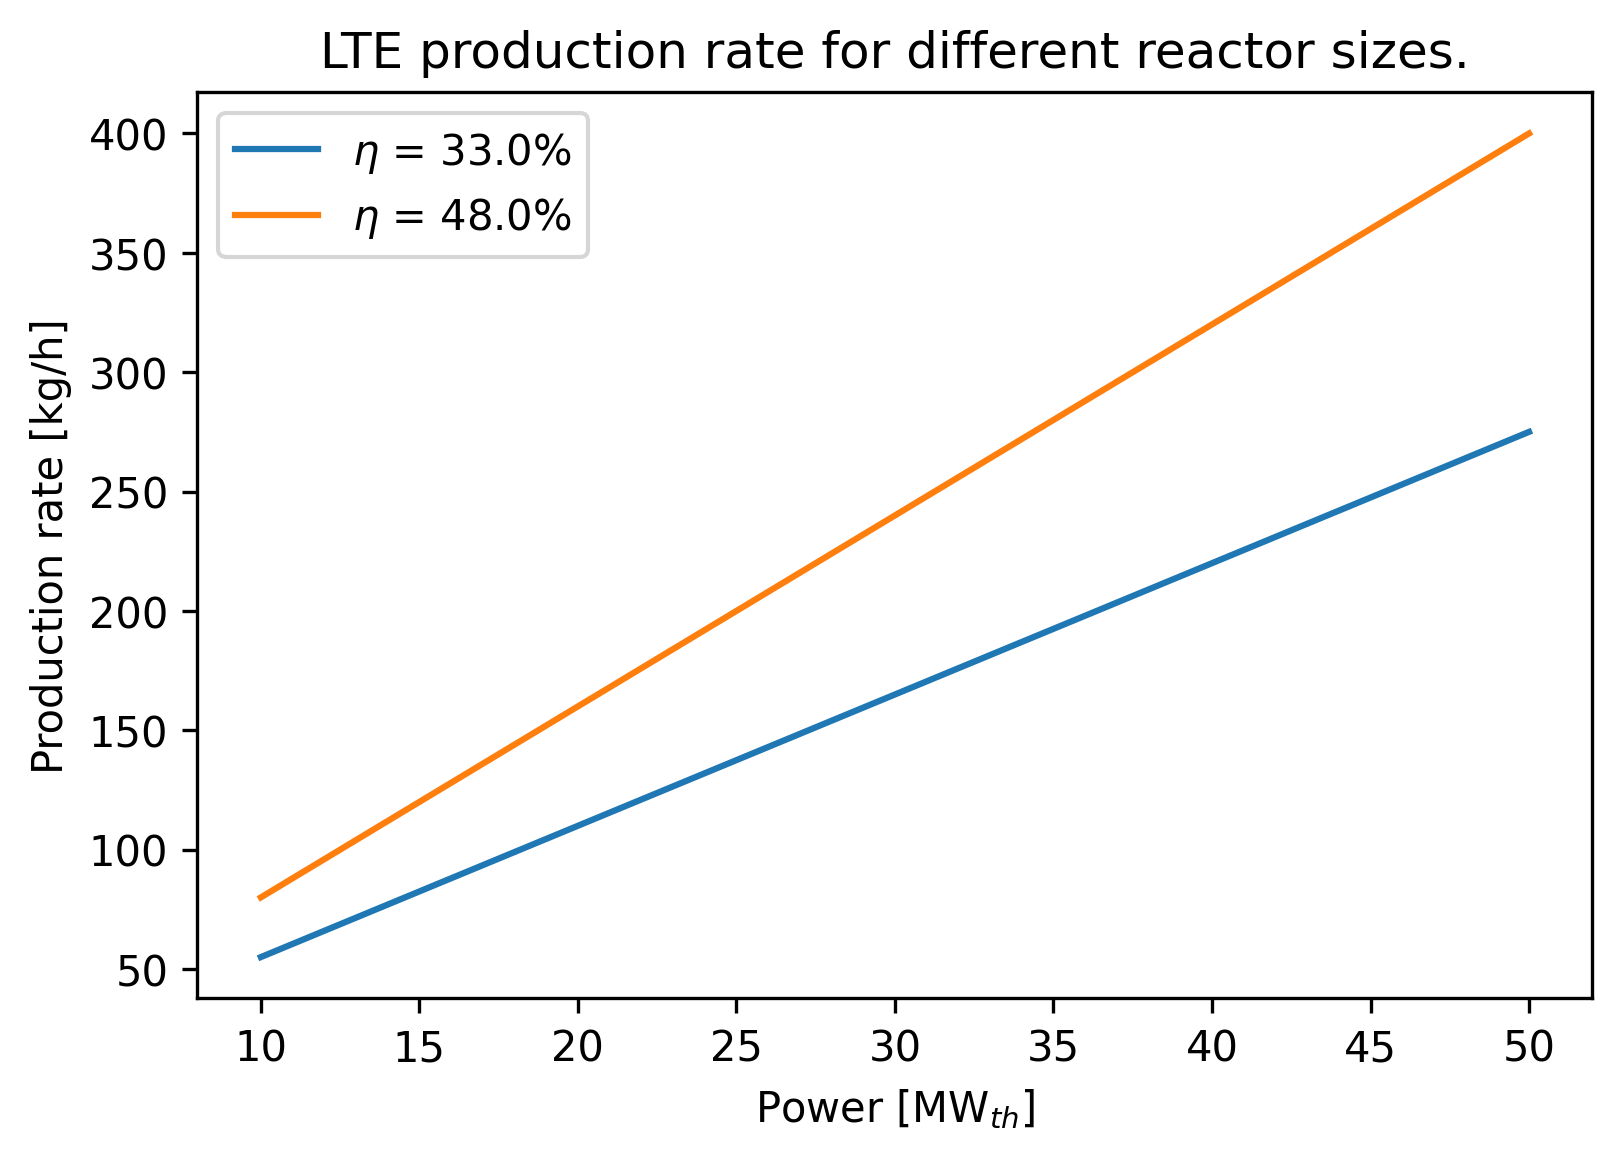 LTE production rate for different reactor sizes.
η = 33.0%
η = 48.0%
Production rate [kg/h]
400
350
300
250
200
150
100
50
10 15 20 25 30 35 40 45 50
Power [MW_th]